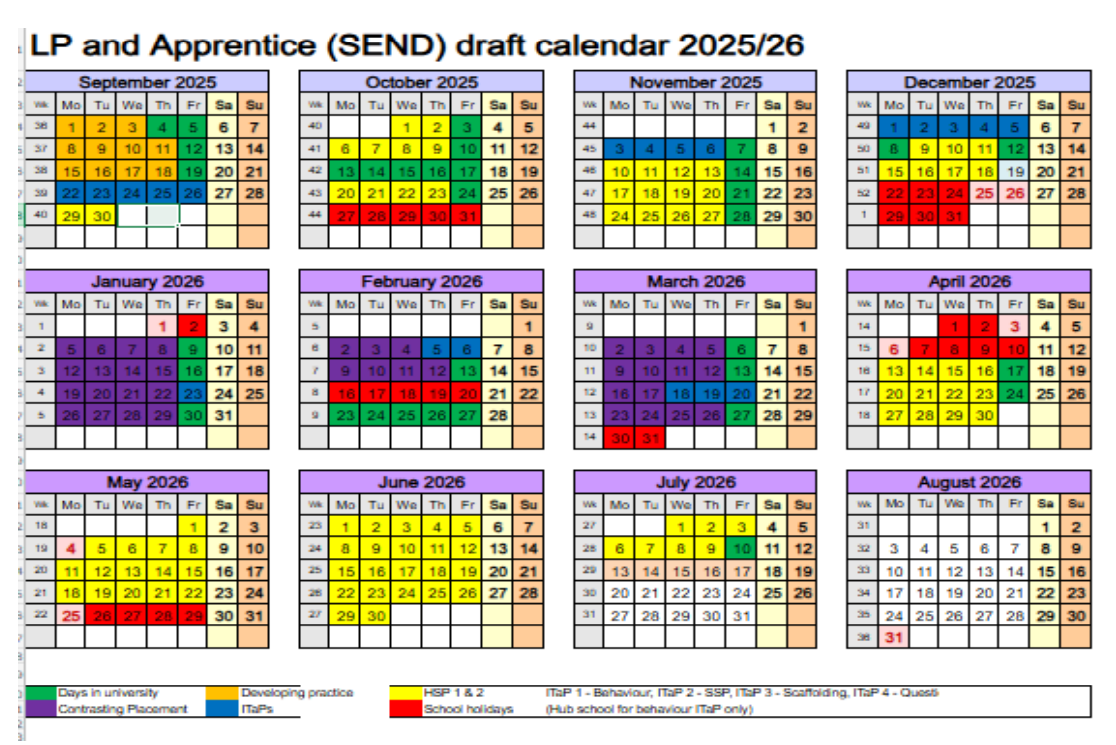 LP and Apprentice (SEND) draft calendar 2025/26
September 2025 October 2025 November 2025 December 2025
Wk Mo Tu We Th Fr Sa Su Wk Mo Tu We Th Fr Sa Su Wk Mo Tu We Th Fr Sa Su Wk Mo Tu We Th Fr Sa Su
36 1 2 3 4 5 6 7 40 1 2 3 4 5 44 1 2 49 1 2 3 4 5 6 7
37 8 9 10 11 12 13 14 41 6 7 8 9 10 11 12 45 3 4 5 6 7 8 9 50 8 9 10 11 12 13 14
38 15 16 17 18 19 20 21 42 13 14 15 16 17 18 19 46 10 11 12 13 14 15 16 51 15 16 17 18 19 20 21
39 22 23 24 25 26 27 28 43 20 21 22 23 24 25 26 47 17 18 19 20 21 22 23 52 22 23 24 25 26 27 28
40 29 30 44 27 28 29 30 31 48 24 25 26 27 28 29 30 1 29 30 31
January 2026 February 2026 March 2026 April 2026
Wk Mo Tu We Th Fr Sa Su Wk Mo Tu We Th Fr Sa Su Wk Mo Tu We Th Fr Sa Su Wk Mo Tu We Th Fr Sa Su
1 1 2 3 4 5 1 9 1 14 1 2 3 4 5
2 5 6 7 8 9 10 11 6 2 3 4 5 6 7 8 10 2 3 4 5 6 7 8 15 6 7 8 9 10 11 12
3 12 13 14 15 16 17 18 7 9 10 11 12 13 14 15 11 9 10 11 12 13 14 15 16 13 14 15 16 17 18 19
4 19 20 21 22 23 24 25 8 16 17 18 19 20 21 22 12 16 17 18 19 20 21 22 17 20 21 22 23 24 25 26
5 26 27 28 29 30 31 9 23 24 25 26 27 28 13 23 24 25 26 27 28 29 18 27 28 29 30
14 30 31
May 2026 June 2026 July 2026 August 2026
Wk Mo Tu We Th Fr Sa Su Wk Mo Tu We Th Fr Sa Su Wk Mo Tu We Th Fr Sa Su Wk Mo Tu We Th Fr Sa Su
18 1 2 3 23 1 2 3 4 5 6 7 27 1 2 3 4 5 31 1 2
19 4 5 6 7 8 9 10 24 8 9 10 11 12 13 14 28 6 7 8 9 10 11 12 32 3 4 5 6 7 8 9
20 11 12 13 14 15 16 17 25 15 16 17 18 19 20 21 29 13 14 15 16 17 18 19 33 10 11 12 13 14 15 16
21 18 19 20 21 22 23 24 26 22 23 24 25 26 27 28 30 20 21 22 23 24 25 26 34 17 18 19 20 21 22 23
22 25 26 27 28 29 30 31 27 29 30 31 27 28 29 30 31 35 24 25 26 27 28 29 30
36 31
Days in university Developing practice HSP 1 & 2 ITaP 1 - Behaviour, ITaP 2 - SSP, ITaP 3 - Scaffolding, ITaP 4 - Questi
Contrasting Placement ITaPs School holidays (Hub school for behaviour ITaP only)